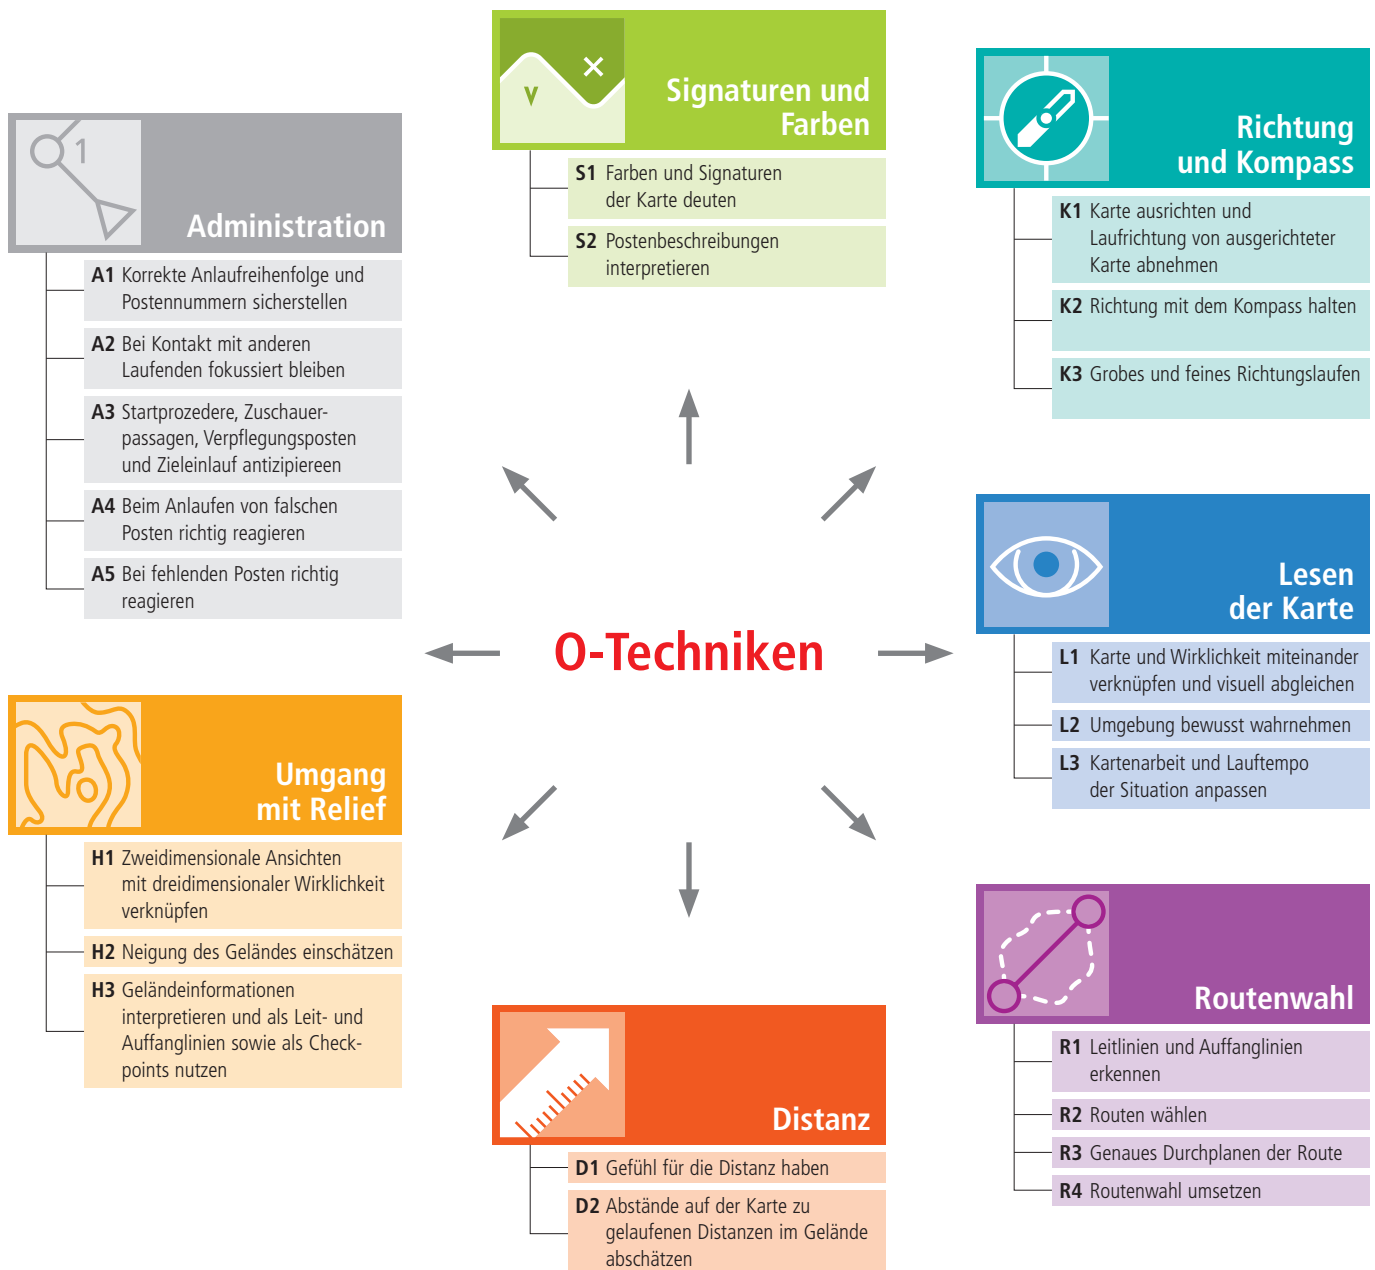 Signaturen und
Farben
S1 Farben und Signaturen
der Karte deuten
S2 Postenbeschreibungen
interpretieren
Richtung
und Kompass
K1 Karte ausrichten und
Laufrichtung von ausgerichteter
Karte abnehmen
K2 Richtung mit dem Kompass halten
K3 Grobes und feines Richtungslaufen
1
Administration
A1 Korrekte Anlaufreihenfolge und
Postennummern sicherstellen
A2 Bei Kontakt mit anderen
Laufenden fokussiert bleiben
A3 Startprozedere, Zuschauer-
passagen, Verpflegungsposten
und Zieleinlauf antizipiereen
A4 Beim Anlaufen von falschen
Posten richtig reagieren
A5 Bei fehlenden Posten richtig
reagieren
O-Techniken
Lesen
der Karte
L1 Karte und Wirklichkeit miteinander
verknüpfen und visuell abgleichen
L2 Umgebung bewusst wahrnehmen
L3 Kartenarbeit und Lauftempo
der Situation anpassen
Umgang
mit Relief
H1 Zweidimensionale Ansichten
mit dreidimensionaler Wirklichkeit
verknüpfen
H2 Neigung des Geländes einschätzen
H3 Geländeinformationen
interpretieren und als Leit- und
Auffanglinien sowie als Check-
points nutzen
Distanz
D1 Gefühl für die Distanz haben
D2 Abstände auf der Karte zu
gelaufenen Distanzen im Gelände
abschätzen
Routenwahl
R1 Leitlinien und Auffanglinien
erkennen
R2 Routen wählen
R3 Genaues Durchplanen der Route
R4 Routenwahl umsetzen